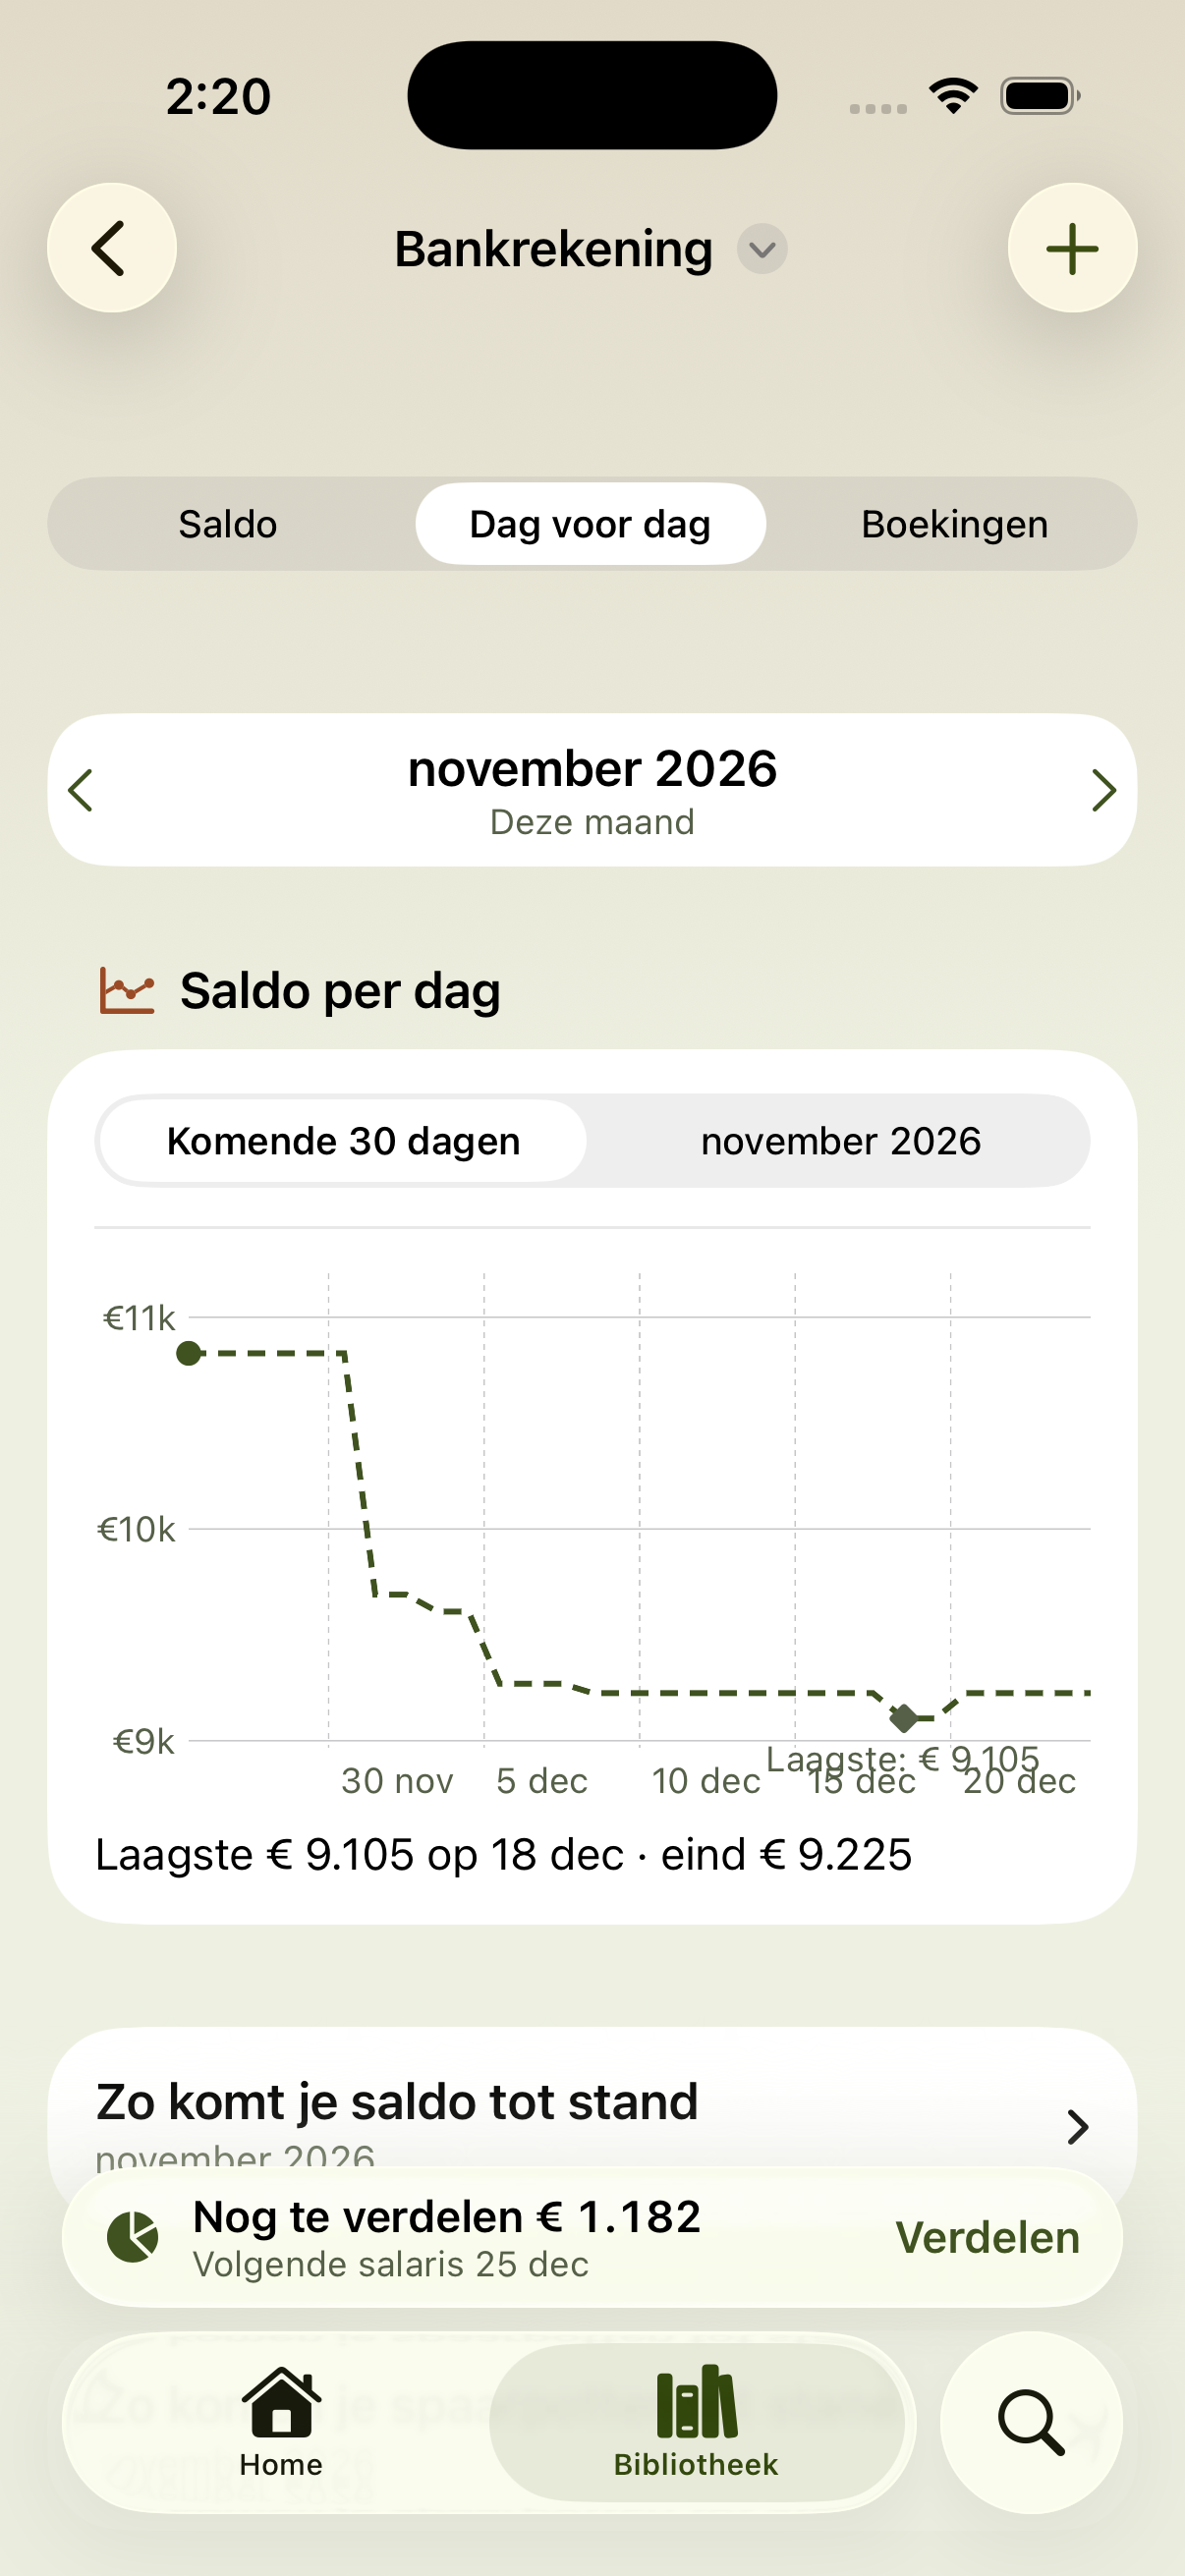 2:20
Bankrekening
Saldo
Dag voor dag
Boekingen
november 2026
Deze maand
Saldo per dag
Komende 30 dagen
november 2026
€11k
€10k
€9k
Laagste: € 9.105
30 nov
5 dec
10 dec
15 dec
20 dec
Laagste € 9.105 op 18 dec · eind € 9.225
Zo komt je saldo tot stand
november 2026
Nog te verdelen € 1.182
Volgende salaris 25 dec
Verdelen
Home
Bibliotheek